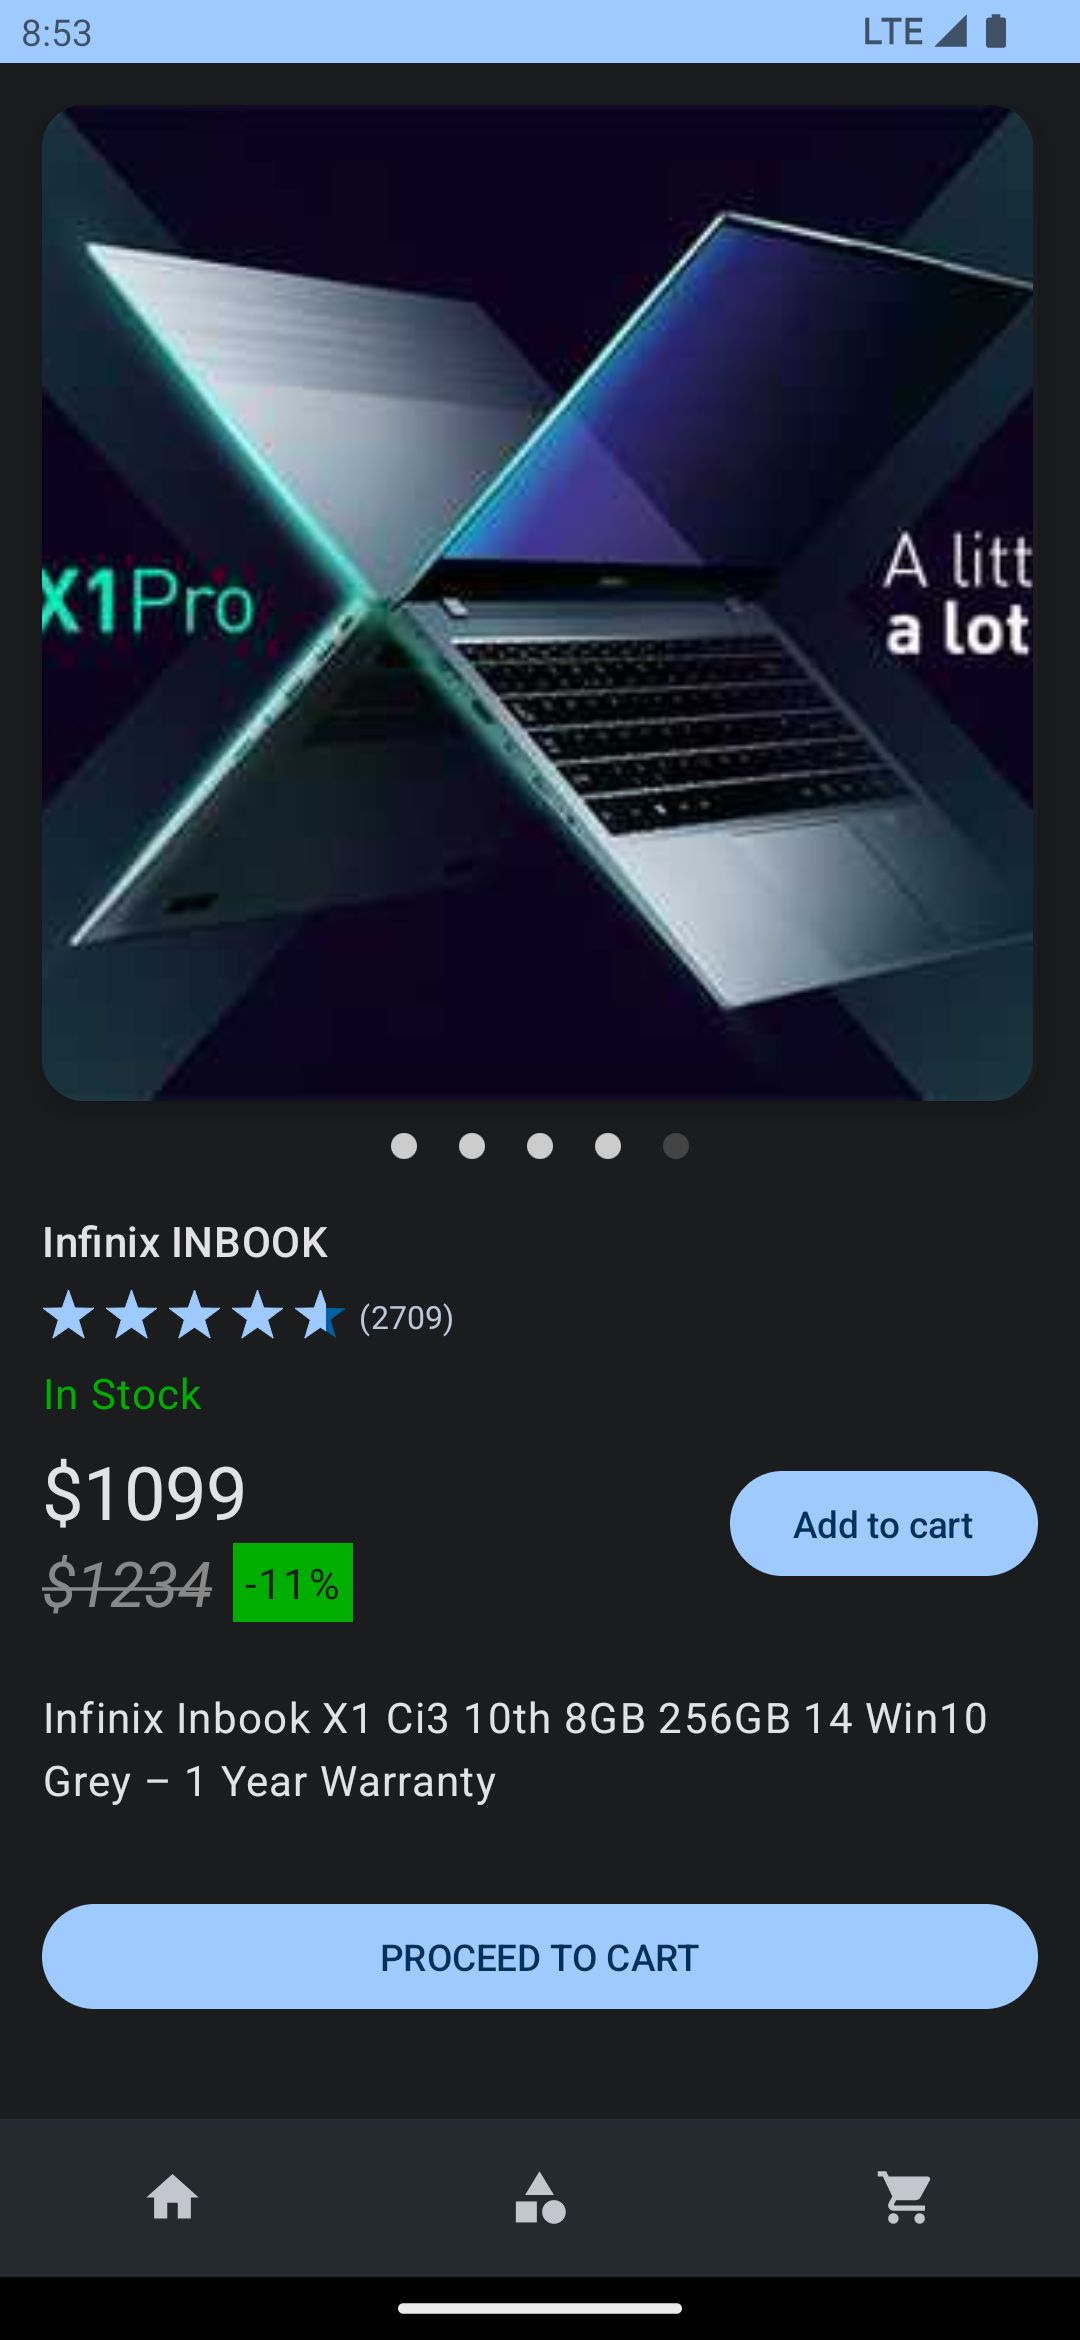 8:53
LTE
X1Pro
A litt
a lot
Infinix INBOOK
(2709)
In Stock
$1099
Add to cart
$1234
-11%
Infinix Inbook X1 Ci3 10th 8GB 256GB 14 Win10
Grey – 1 Year Warranty
PROCEED TO CART